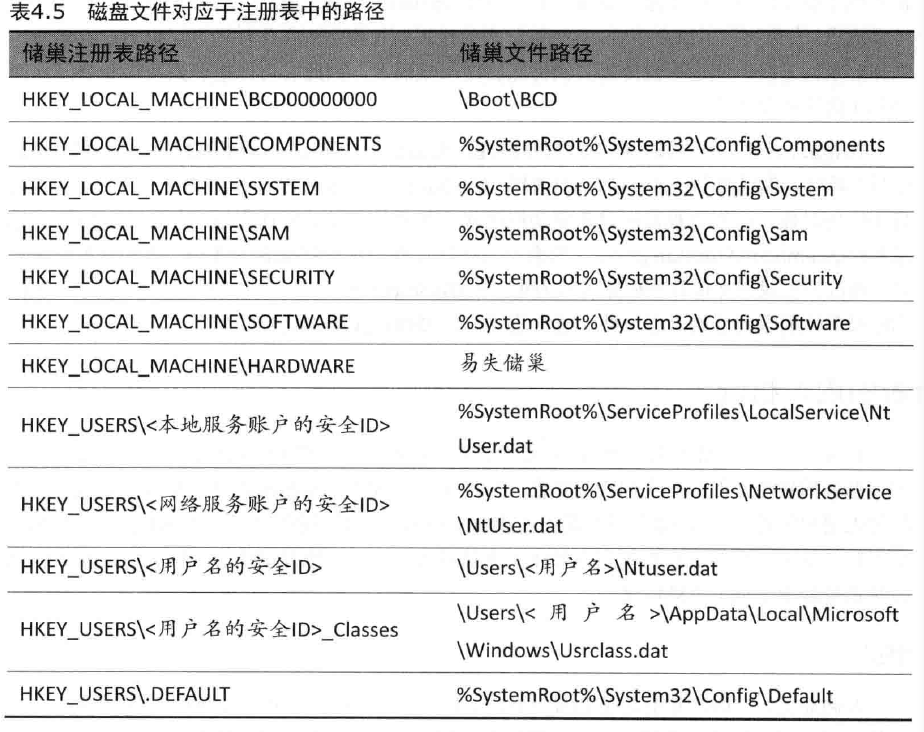 表4.5 磁盘文件对应于注册表中的路径
储巢注册表路径 储巢文件路径
HKEY_LOCAL_MACHINE\BCD00000000 \Boot\BCD
HKEY_LOCAL_MACHINE\COMPONENTS %SystemRoot%\System32\Config\Components
HKEY_LOCAL_MACHINE\SYSTEM %SystemRoot%\System32\Config\System
HKEY_LOCAL_MACHINE\SAM %SystemRoot%\System32\Config\Sam
HKEY_LOCAL_MACHINE\SECURITY %SystemRoot%\System32\Config\Security
HKEY_LOCAL_MACHINE\SOFTWARE %SystemRoot%\System32\Config\Software
HKEY_LOCAL_MACHINE\HARDWARE 易失储巢
HKEY_USERS\<本地服务账户的安全ID> %SystemRoot%\ServiceProfiles\LocalService\Nt
User.dat
HKEY_USERS\<网络服务账户的安全ID> %SystemRoot%\ServiceProfiles\NetworkService
\NtUser.dat
HKEY_USERS\<用户名的安全ID> \Users\<用户名>\Ntuser.dat
HKEY_USERS\<用户名的安全ID>_Classes \Users\< 用 户 名 >\AppData\Local\Microsoft
\Windows\Usrclass.dat
HKEY_USERS\.DEFAULT %SystemRoot%\System32\Config\Default